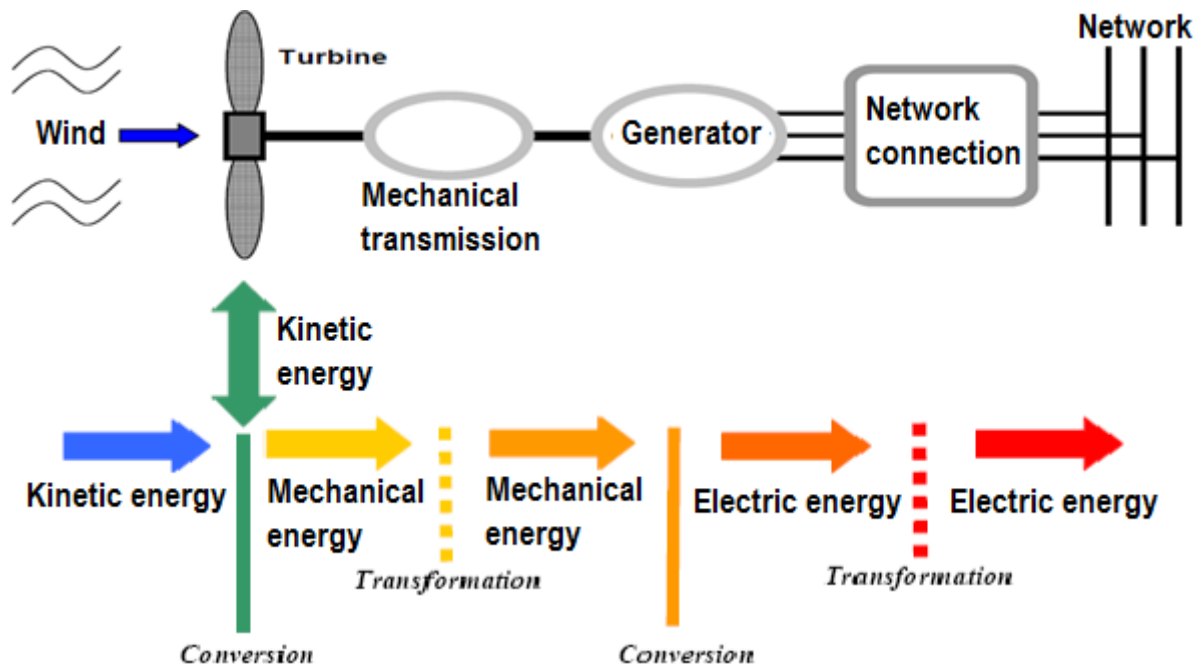 Network
Turbine
Wind
Generator
Network
connection
Mechanical
transmission
Kinetic
energy
Kinetic energy
Mechanical
energy
Mechanical
energy
Electric energy
Electric energy
Transformation
Transformation
Conversion
Conversion